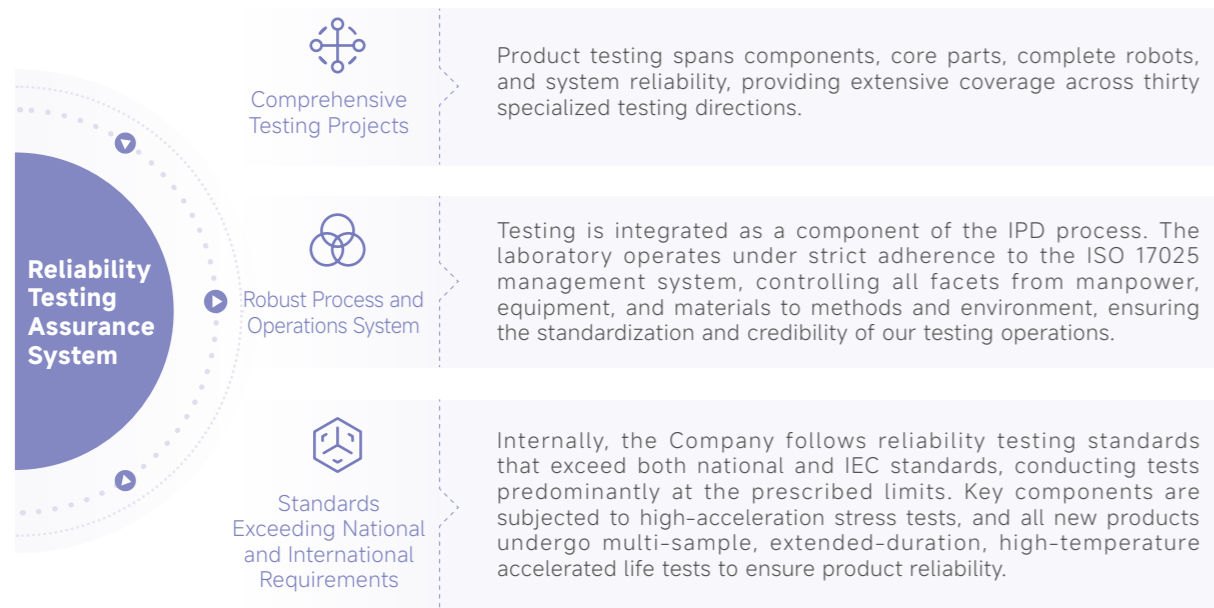 Reliability
Testing
Assurance
System
Comprehensive
Testing Projects
Product testing spans components, core parts, complete robots,
and system reliability, providing extensive coverage across thirty
specialized testing directions.
Robust Process and
Operations System
Testing is integrated as a component of the IPD process. The
laboratory operates under strict adherence to the ISO 17025
management system, controlling all facets from manpower,
equipment, and materials to methods and environment, ensuring
the standardization and credibility of our testing operations.
Standards
Exceeding National
and International
Requirements
Internally, the Company follows reliability testing standards
that exceed both national and IEC standards, conducting tests
predominantly at the prescribed limits. Key components are
subjected to high-acceleration stress tests, and all new products
undergo multi-sample, extended-duration, high-temperature
accelerated life tests to ensure product reliability.